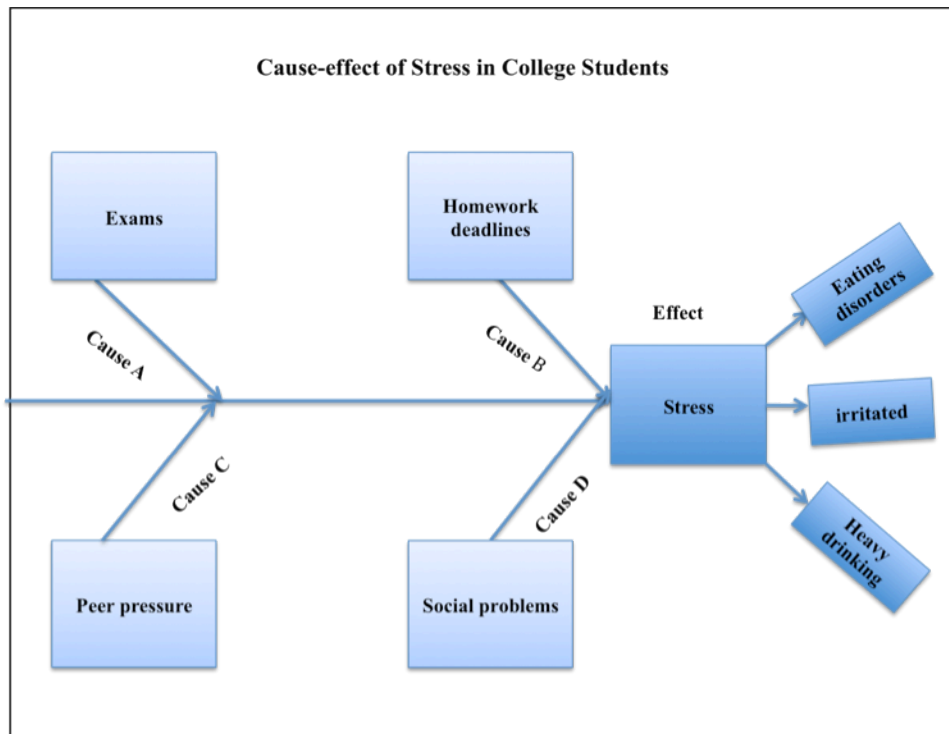 Cause-effect of Stress in College Students
Exams
Homework
deadlines
Cause A
Cause B
Effect
Stress
Eating
disorders
irritated
Heavy
drinking
Cause C
Cause D
Peer pressure
Social problems